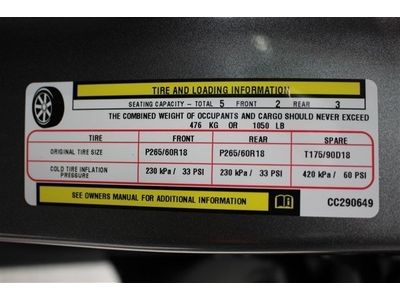 TIRE AND LOADING INFORMATION
SEATING CAPACITY - TOTAL 5 FRONT 2 REAR 3
THE COMBINED WEIGHT OF OCCUPANTS AND CARGO SHOULD NEVER EXCEED
476 KG OR 1050 LB
TIRE FRONT REAR SPARE
ORIGINAL TIRE SIZE P265/60R18 P265/60R18 T175/90D18
COLD TIRE INFLATION PRESSURE 230 kPa / 33 PSI 230 kPa / 33 PSI 420 kPa / 60 PSI
SEE OWNERS MANUAL FOR ADDITIONAL INFORMATION
CC290649